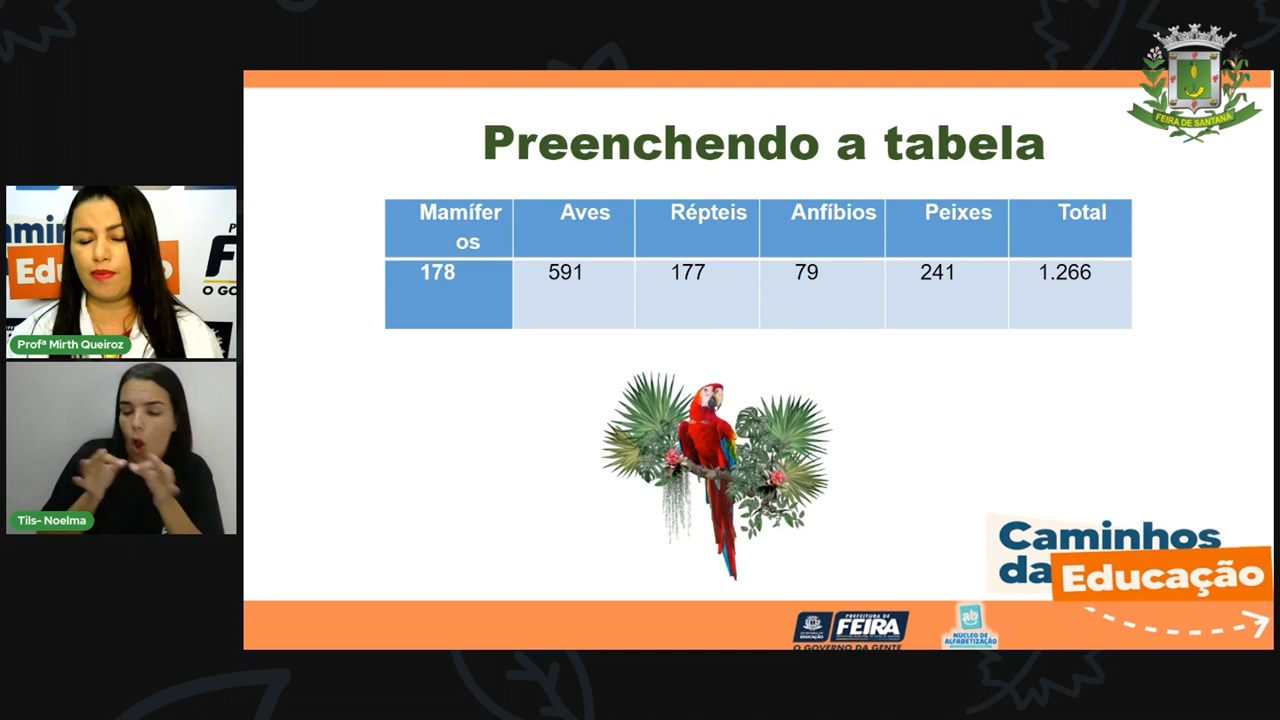 FEIRA DE SANTANA
Preenchendo a tabela
Mamífer
os
Aves
Répteis
Anfíbios
Peixes
Total
178
591
177
79
241
1.266
Profª Mirth Queiroz
Tils- Noelma
Caminhos
da Educação
PREFEITURA DE
FEIRA
O GOVERNO DA GENTE
ab
NÚCLEO DE
ALFABETIZAÇÃO